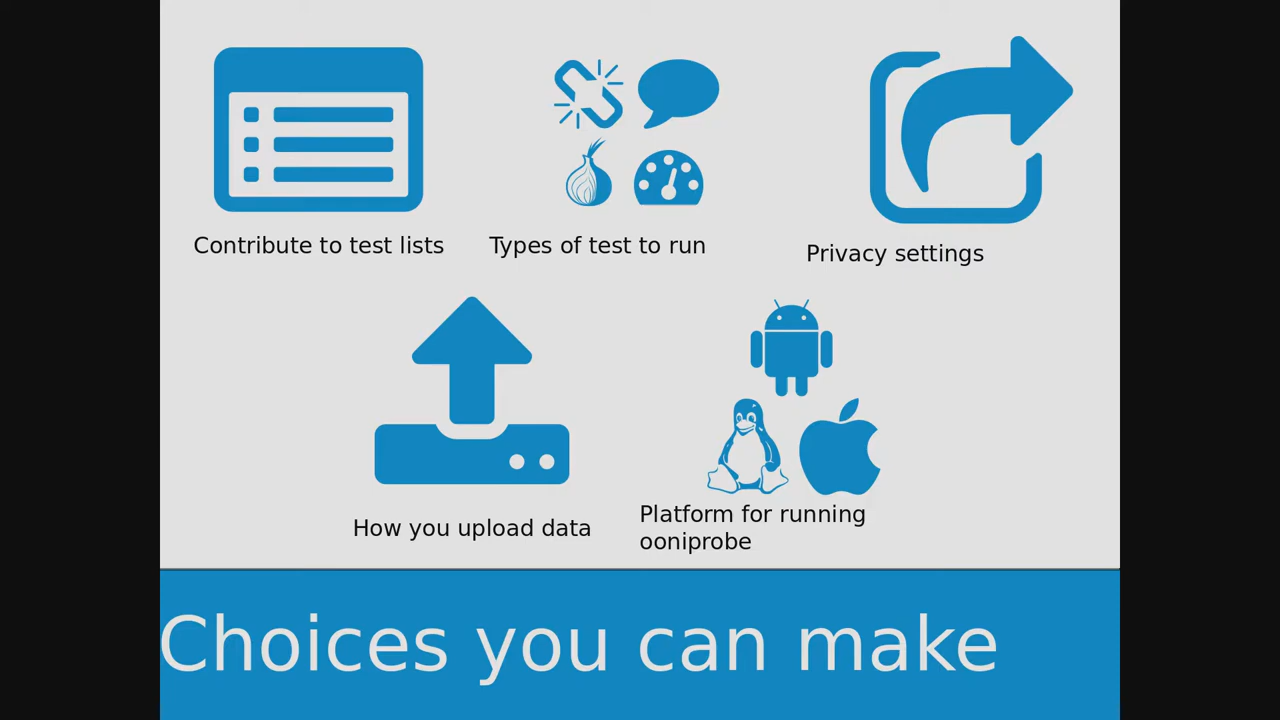 Contribute to test lists
Types of test to run
Privacy settings
How you upload data
Platform for running
ooniprobe
Choices you can make